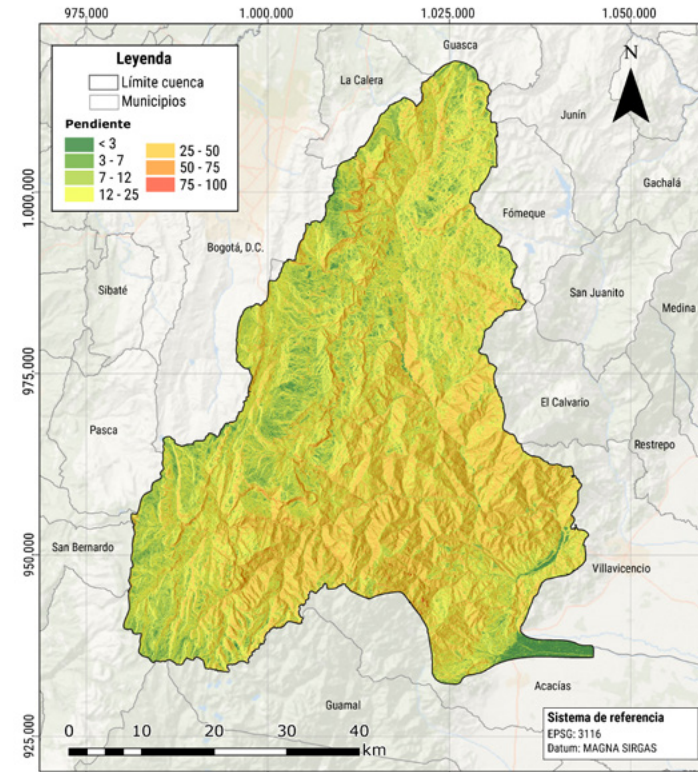 975.000
1.000.000
1.025.000
1.050.000
Leyenda
Límite cuenca
Municipios
Pendiente
< 3
3 - 7
7 - 12
12 - 25
25 - 50
50 - 75
75 - 100
N
Guasca
La Calera
Junín
Gachalá
1.000.000
Fómeque
Bogotá, D.C.
Sibaté
San Juanito
Medina
975.000
El Calvario
Pasca
Restrepo
San Bernardo
950.000
Villavicencio
Acacías
Guamal
925.000
0 10 20 30 40
km
Sistema de referencia
EPSG: 3116
Datum: MAGNA SIRGAS